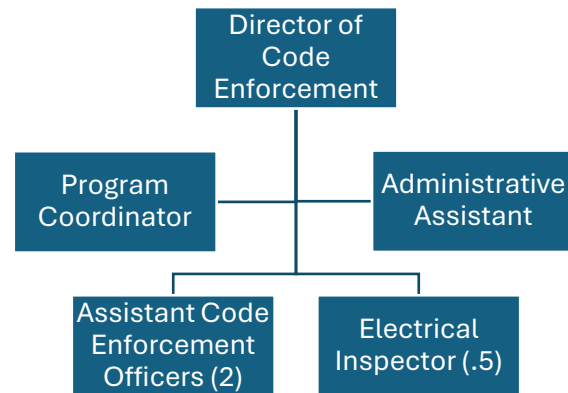 Director of
Code
Enforcement
Program
Coordinator
Administrative
Assistant
Assistant Code
Enforcement
Officers (2)
Electrical
Inspector (.5)